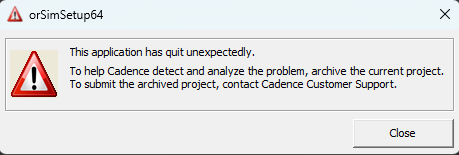 orSimSetup64
This application has quit unexpectedly.
To help Cadence detect and analyze the problem, archive the current project.
To submit the archived project, contact Cadence Customer Support.
Close